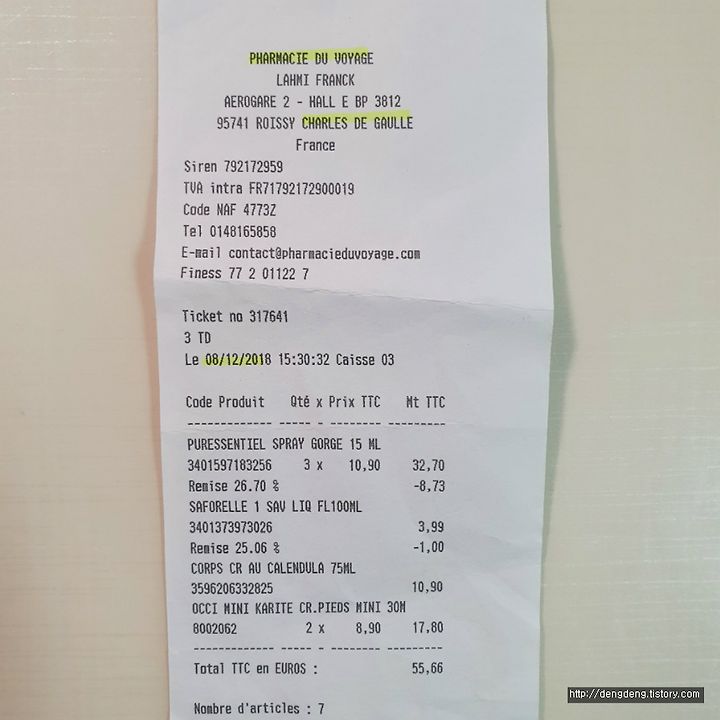 PHARMACIE DU VOYAGE
LAHMI FRANCK
AEROGARE 2 - HALL E BP 3812
95741 ROISSY CHARLES DE GAULLE
France
Siren 792172959
TVA intra FR71792172900019
Code NAF 4773Z
Tel 0148165858
E-mail contact@pharmacieduvoyage.com
Finess 77 2 01122 7
Ticket no 317641
3 TD
Le 08/12/2018 15:30:32 Caisse 03
Code Produit Qté x Prix TTC Mt TTC
------------- ----- - -------- ---------
PURESSENTIEL SPRAY GORGE 15 ML
3401597183256 3 x 10,90 32,70
Remise 26.70 % -8,73
SAFORELLE 1 SAV LIQ FL100ML
3401373973026 3,99
Remise 25.06 % -1,00
CORPS CR AU CALENDULA 75ML
3596206332825 10,90
OCCI MINI KARITE CR.PIEDS MINI 30M
8002062 2 x 8,90 17,80
------------- ----- - -------- ---------
Total TTC en EUROS : 55,66
Nombre d'articles : 7
http://dengdeng.tistory.com